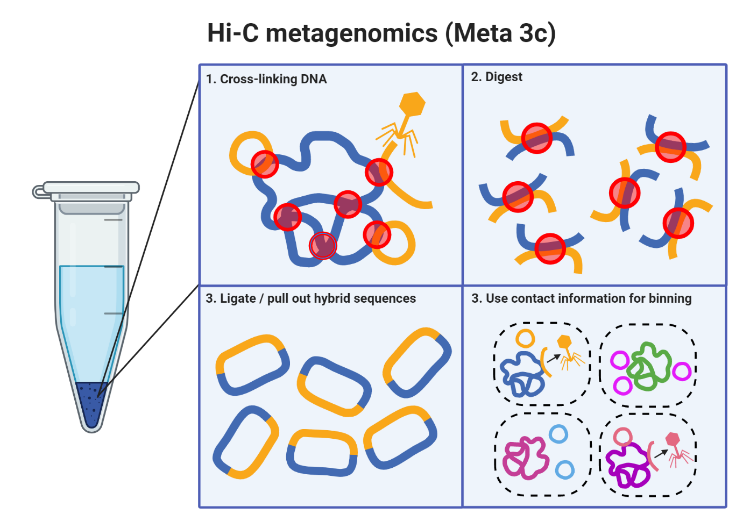 Hi-C metagenomics (Meta 3c)
1. Cross-linking DNA
2. Digest
3. Ligate / pull out hybrid sequences
3. Use contact information for binning